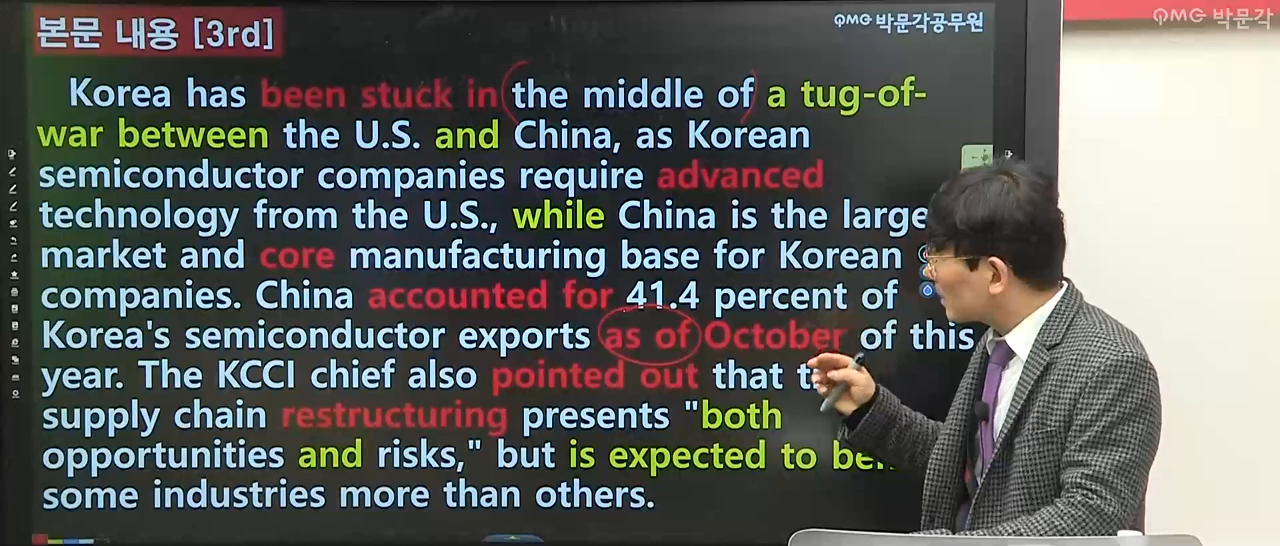 본문 내용 [3rd]
QMG 박문각공무원
QMG 박문각
Korea has been stuck in the middle of a tug-of-
war between the U.S. and China, as Korean
semiconductor companies require advanced
technology from the U.S., while China is the large
market and core manufacturing base for Korean
companies. China accounted for 41.4 percent of
Korea's semiconductor exports as of October of this
year. The KCCI chief also pointed out that
supply chain restructuring presents "both
opportunities and risks," but is expected to
some industries more than others.